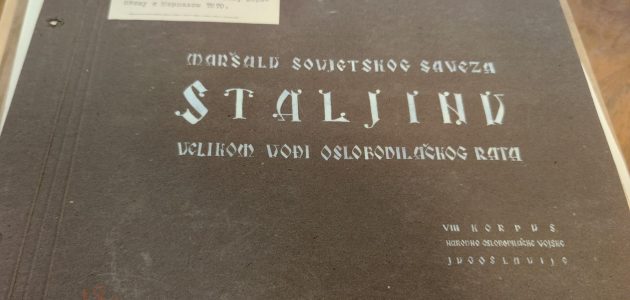 MARŠALU SOVJETSKOG SAVEZA
STALJINU
VELIKOM VOĐI OSLOBODILAČKOG RATA
VIII KORPUS
NARODNO OSLOBODILAČKE VOJSKE
JUGOSLAVIJE